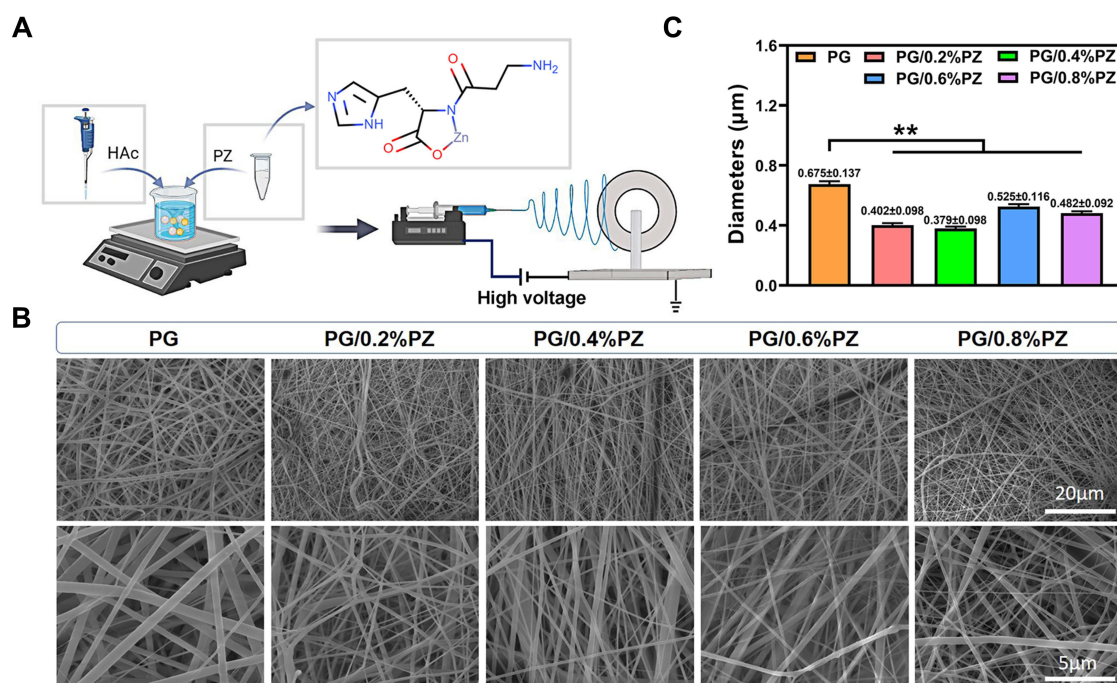 A
HAc
PZ
O
NH₂
N
N
NH
O
O
Zn
High voltage
C
Diameters (μm)
1.6
1.2
0.8
0.4
0.0
PG
PG/0.2%PZ
PG/0.4%PZ
PG/0.6%PZ
PG/0.8%PZ
**
0.675±0.137
0.402±0.098
0.379±0.098
0.525±0.116
0.482±0.092
B
PG
PG/0.2%PZ
PG/0.4%PZ
PG/0.6%PZ
PG/0.8%PZ
20μm
5μm